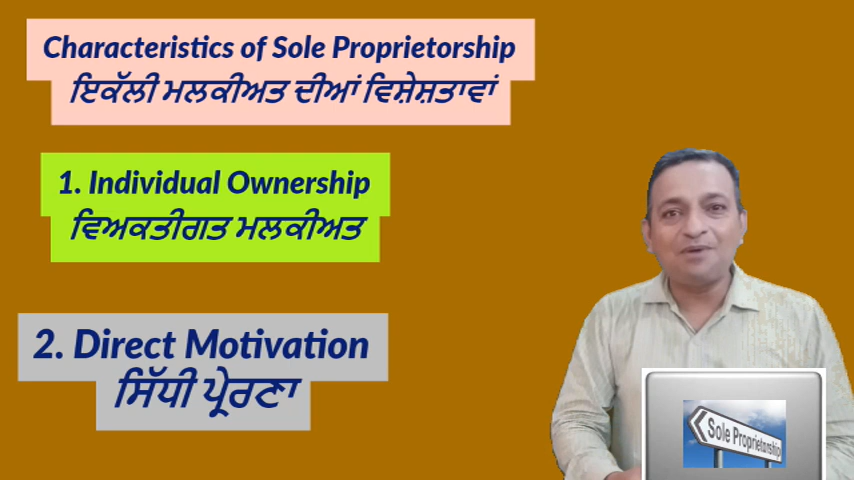 Characteristics of Sole Proprietorship
ਇਕੱਲੀ ਮਲਕੀਅਤ ਦੀਆਂ ਵਿਸ਼ੇਸ਼ਤਾਵਾਂ
1. Individual Ownership
ਵਿਅਕਤੀਗਤ ਮਲਕੀਅਤ
2. Direct Motivation
ਸਿੱਧੀ ਪ੍ਰੇਰਣਾ
Sole Proprietorship